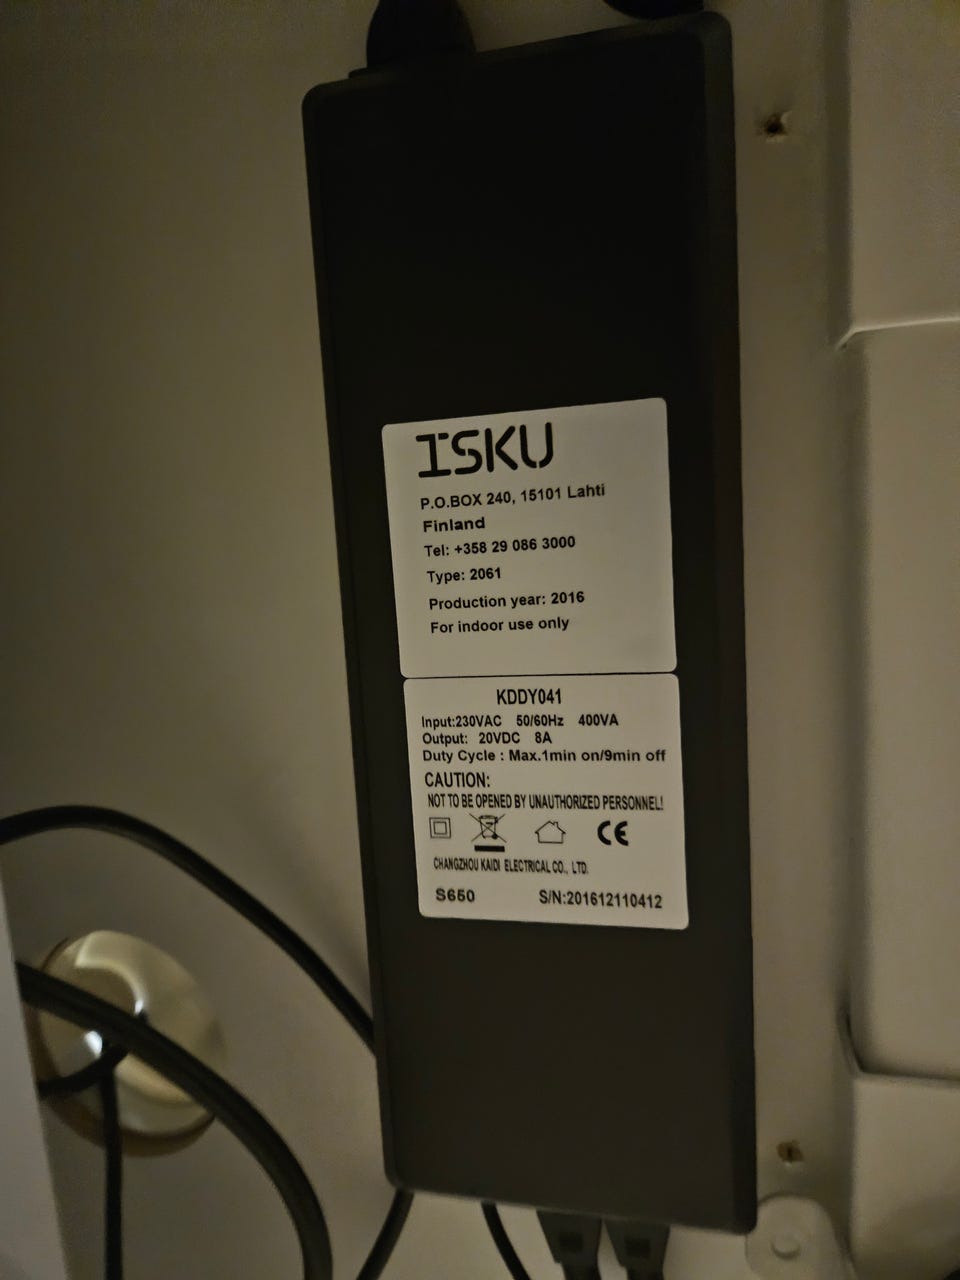 ISKU
P.O.BOX 240, 15101 Lahti
Finland
Tel: +358 29 086 3000
Type: 2061
Production year: 2016
For indoor use only
KDDY041
Input:230VAC 50/60Hz 400VA
Output: 20VDC 8A
Duty Cycle : Max.1min on/9min off
CAUTION:
NOT TO BE OPENED BY UNAUTHORIZED PERSONNEL!
CE
CHANGZHOU KAIDI ELECTRICAL CO., LTD.
S650 S/N:201612110412